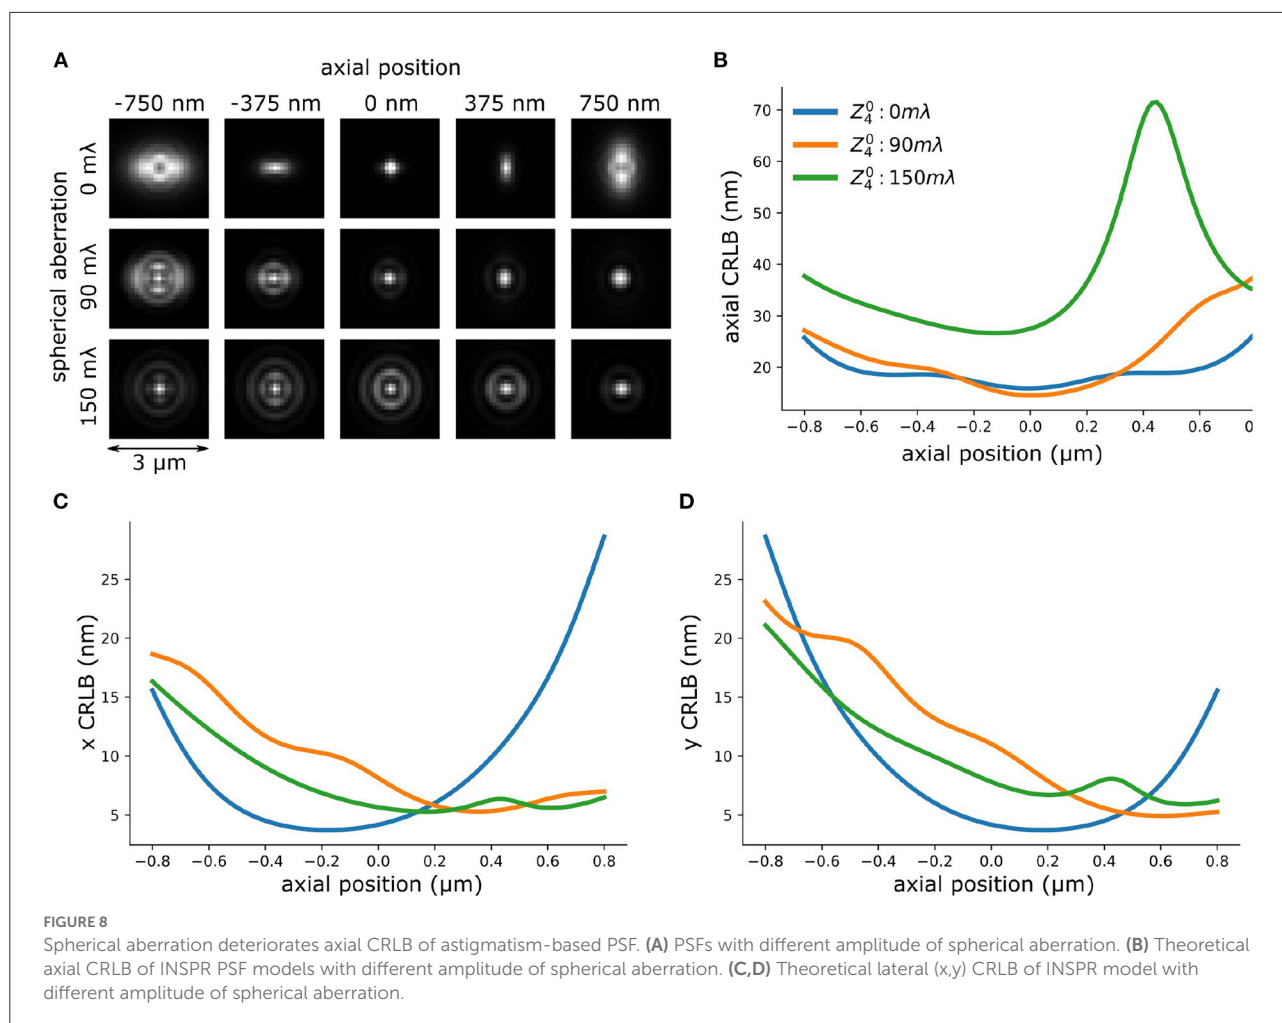 A
axial position
-750 nm -375 nm 0 nm 375 nm 750 nm
spherical aberration
0 mλ
90 mλ
150 mλ
3 μm
B
axial CRLB (nm)
70
60
50
40
30
20
Z₄⁰ : 0mλ
Z₄⁰ : 90mλ
Z₄⁰ : 150mλ
−0.8 −0.6 −0.4 −0.2 0.0 0.2 0.4 0.6 0
axial position (μm)
C
x CRLB (nm)
25
20
15
10
5
−0.8 −0.6 −0.4 −0.2 0.0 0.2 0.4 0.6 0.8
axial position (μm)
D
y CRLB (nm)
25
20
15
10
5
−0.8 −0.6 −0.4 −0.2 0.0 0.2 0.4 0.6 0.8
axial position (μm)
FIGURE 8
Spherical aberration deteriorates axial CRLB of astigmatism-based PSF. (A) PSFs with different amplitude of spherical aberration. (B) Theoretical
axial CRLB of INSPR PSF models with different amplitude of spherical aberration. (C,D) Theoretical lateral (x,y) CRLB of INSPR model with
different amplitude of spherical aberration.